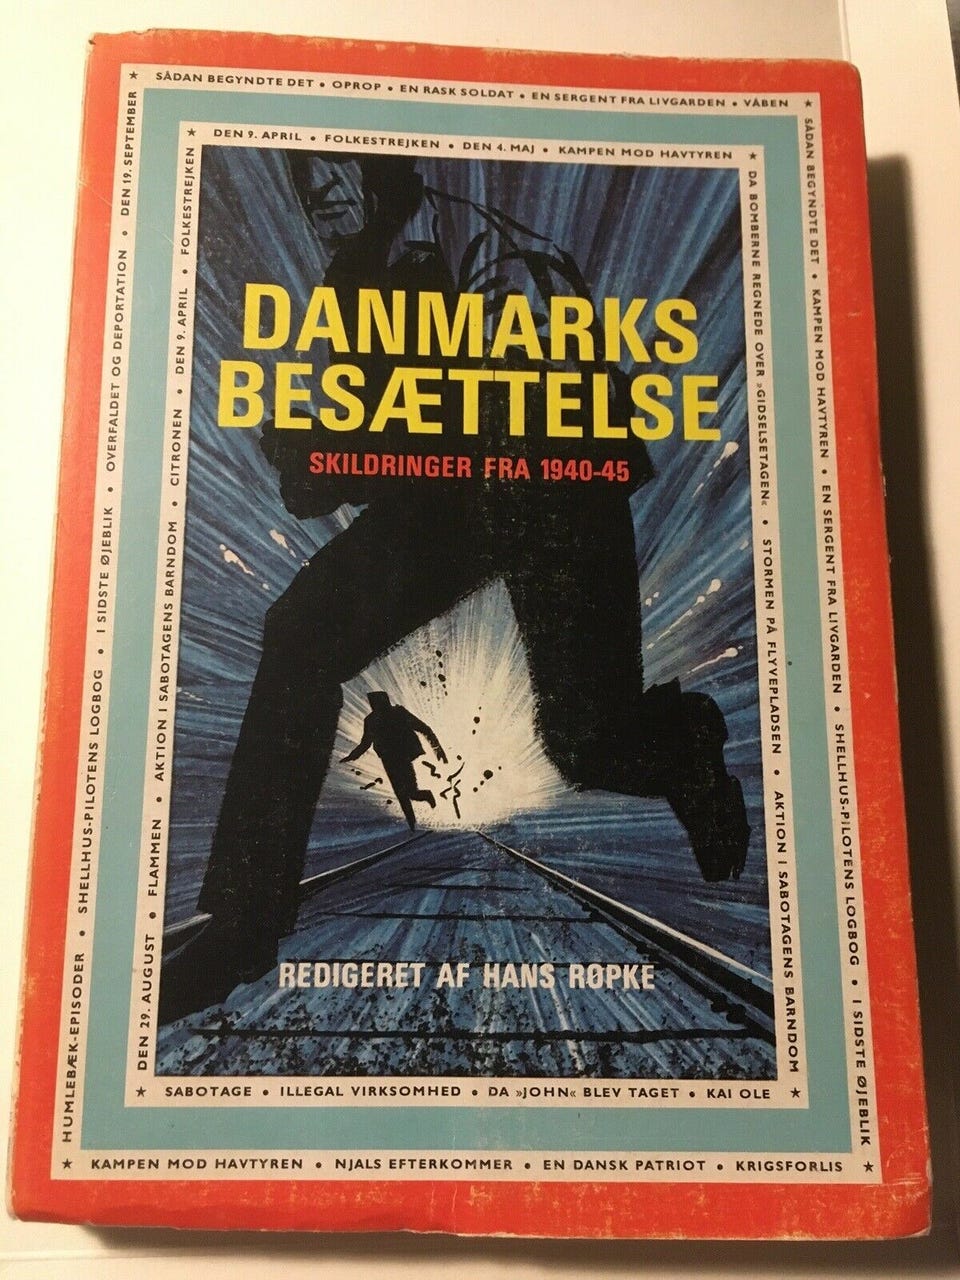 ★ SÅDAN BEGYNDTE DET • OPROP • EN RASK SOLDAT • EN SERGENT FRA LIVGARDEN • VÅBEN ★
SÅDAN BEGYNDTE DET • KAMPEN MOD HAVTYREN • EN SERGENT FRA LIVGARDEN • SHELLHUS-PILOTENS LOGBOG • I SIDSTE ØJEBLIK ★
KAMPEN MOD HAVTYREN • NJALS EFTERKOMMER • EN DANSK PATRIOT • KRIGSFORLIS
★ HUMLEBÆK-EPISODER • SHELLHUS-PILOTENS LOGBOG • I SIDSTE ØJEBLIK • OVERFALDET OG DEPORTATION • DEN 19. SEPTEMBER
★ DEN 9. APRIL • FOLKESTREJKEN • DEN 4. MAJ • KAMPEN MOD HAVTYREN ★
DA BOMBERNE REGNEDE OVER »GIDSELSETAGEN« • STORMEN PÅ FLYVEPLADSEN • AKTION I SABOTAGENS BARNDOM ★
SABOTAGE • ILLEGAL VIRKSOMHED • DA »JOHN« BLEV TAGET • KAI OLE
★ DEN 29. AUGUST • FLAMMEN • AKTION I SABOTAGENS BARNDOM • CITRONEN • DEN 9. APRIL • FOLKESTREJKEN
DANMARKS
BESÆTTELSE
SKILDRINGER FRA 1940-45
REDIGERET AF HANS RØPKE